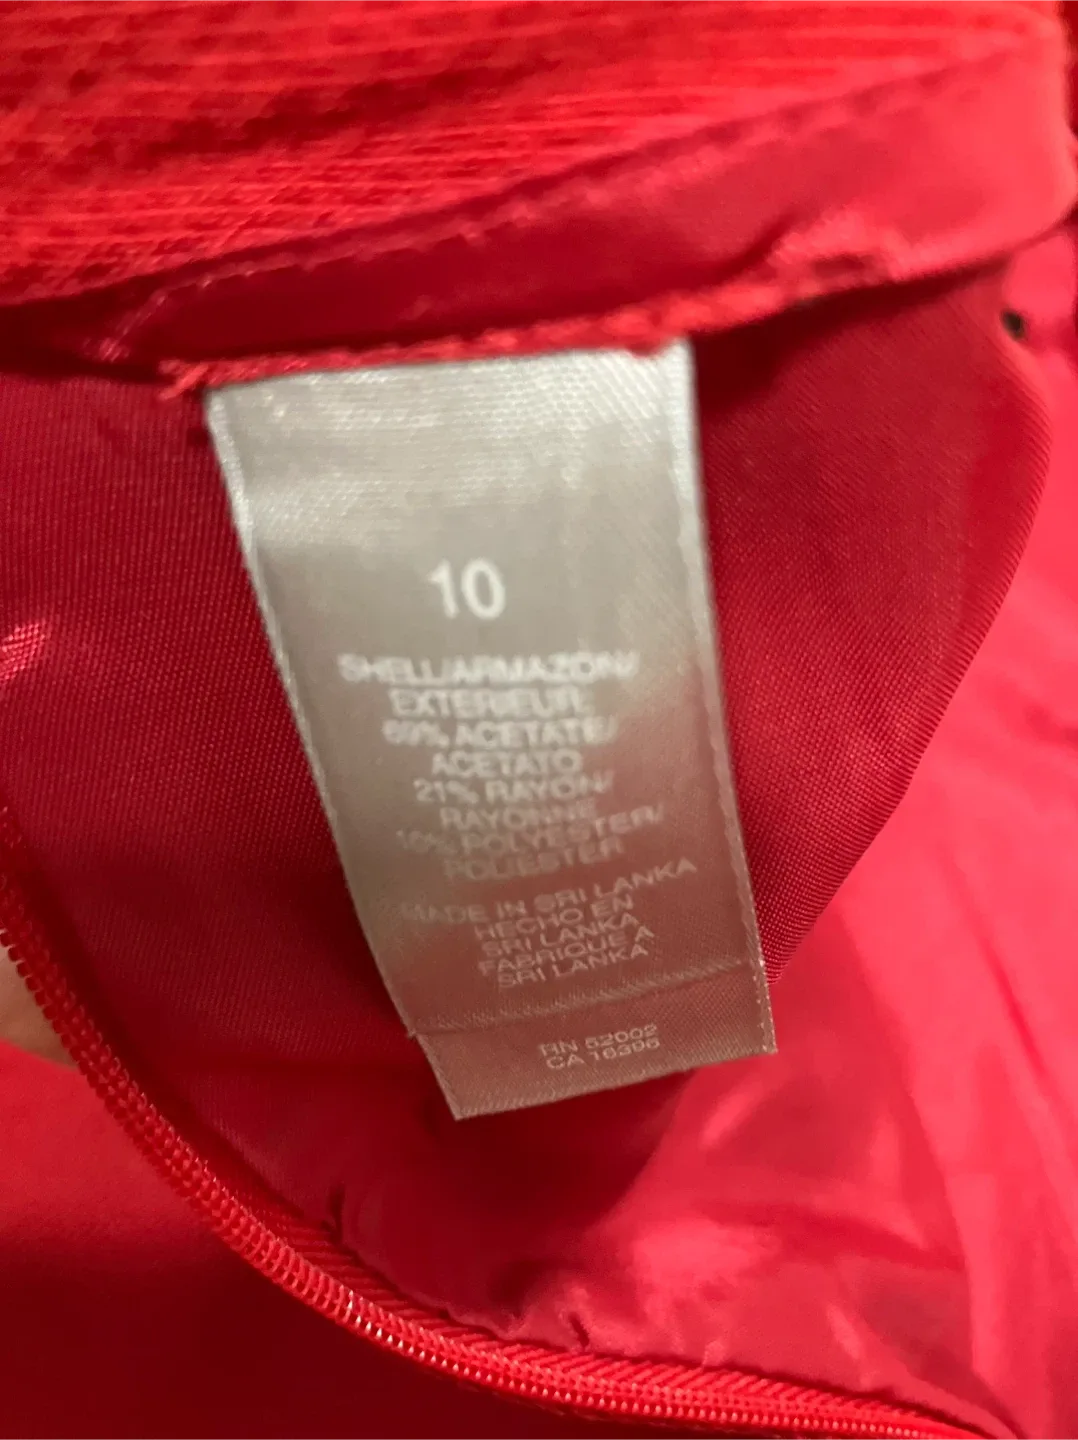 10
SHELL/ARMAZON/
EXTERIEUR
69% ACETATE/
ACETATO
21% RAYON/
RAYONNE
10% POLYESTER/
POLIESTER
MADE IN SRI LANKA
HECHO EN
SRI LANKA
FABRIQUE A
SRI LANKA
RN 52002
CA 16396